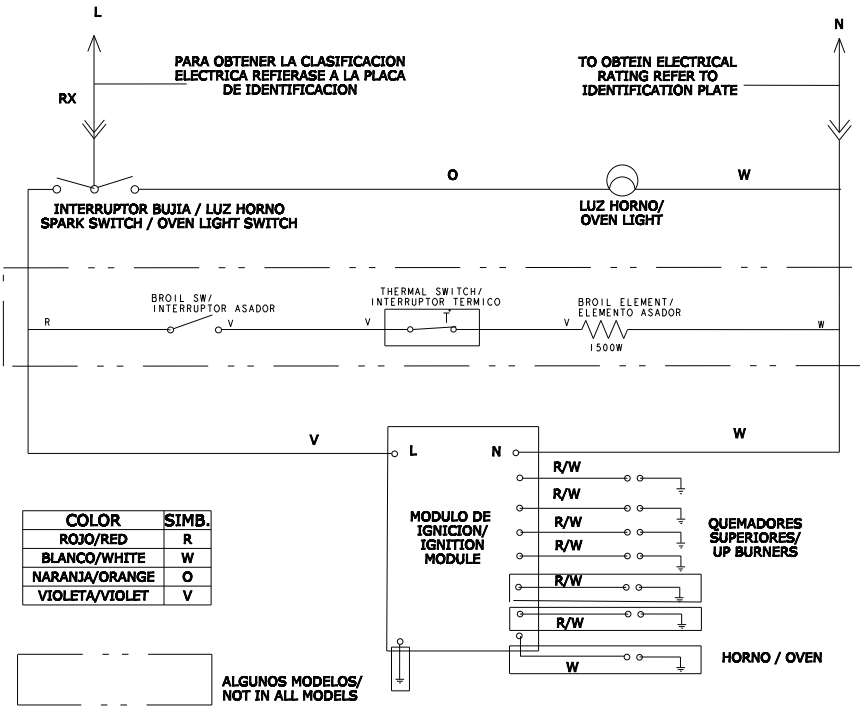 L
N
PARA OBTENER LA CLASIFICACION
ELECTRICA REFIERASE A LA PLACA
DE IDENTIFICACION
TO OBTEIN ELECTRICAL
RATING REFER TO
IDENTIFICATION PLATE
RX
O
W
INTERRUPTOR BUJIA / LUZ HORNO
SPARK SWITCH / OVEN LIGHT SWITCH
LUZ HORNO/
OVEN LIGHT
BROIL SW/
INTERRUPTOR ASADOR
THERMAL SWITCH/
INTERRUPTOR TERMICO
BROIL ELEMENT/
ELEMENTO ASADOR
R
V
V
T
V
1500W
W
V
W
L
N
R/W
R/W
R/W
R/W
R/W
R/W
W
MODULO DE
IGNICION/
IGNITION
MODULE
QUEMADORES
SUPERIORES/
UP BURNERS
HORNO / OVEN
COLOR SIMB.
ROJO/RED R
BLANCO/WHITE W
NARANJA/ORANGE O
VIOLETA/VIOLET V
ALGUNOS MODELOS/
NOT IN ALL MODELS